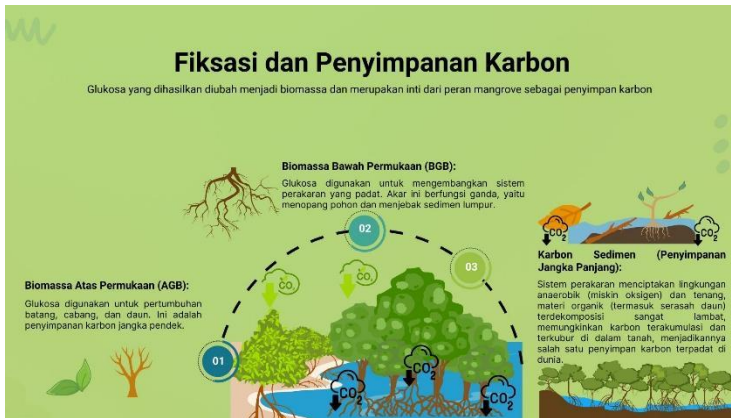 Fiksasi dan Penyimpanan Karbon
Glukosa yang dihasilkan diubah menjadi biomassa dan merupakan inti dari peran mangrove sebagai penyimpan karbon
01
Biomassa Atas Permukaan (AGB):
Glukosa digunakan untuk pertumbuhan
batang, cabang, dan daun. Ini adalah
penyimpanan karbon jangka pendek.
02
Biomassa Bawah Permukaan (BGB):
Glukosa digunakan untuk mengembangkan sistem
perakaran yang padat. Akar ini berfungsi ganda, yaitu
menopang pohon dan menjebak sedimen lumpur.
03
Karbon Sedimen (Penyimpanan
Jangka Panjang):
Sistem perakaran menciptakan lingkungan
anaerobik (miskin oksigen) dan tenang,
materi organik (termasuk serasah daun)
terdekomposisi sangat lambat,
memungkinkan karbon terakumulasi dan
terkubur di dalam tanah, menjadikannya
salah satu penyimpan karbon terpadat di
dunia.
CO2
CO2
CO2
CO2
CO2
CO2
CO2